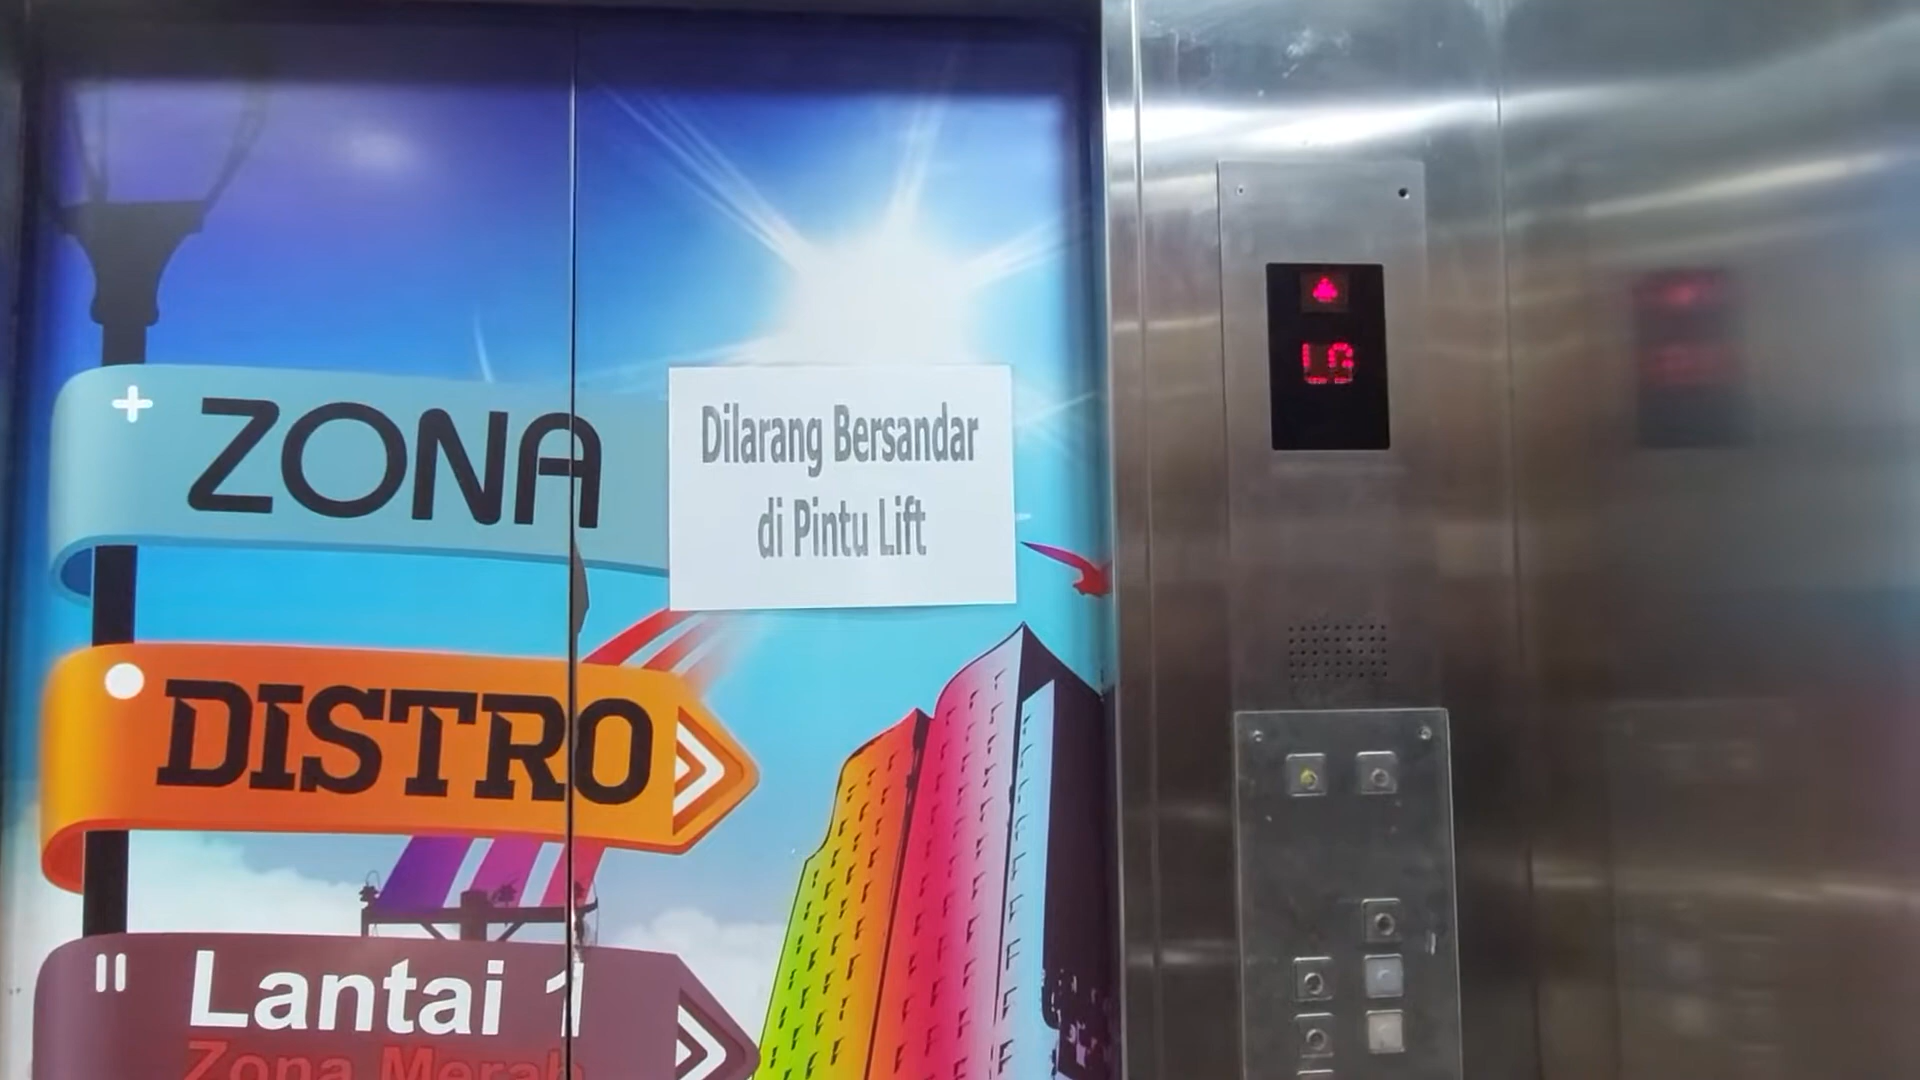 ZONA
DISTRO
Lantai 1
Zona Merah
Dilarang Bersandar
di Pintu Lift
LG